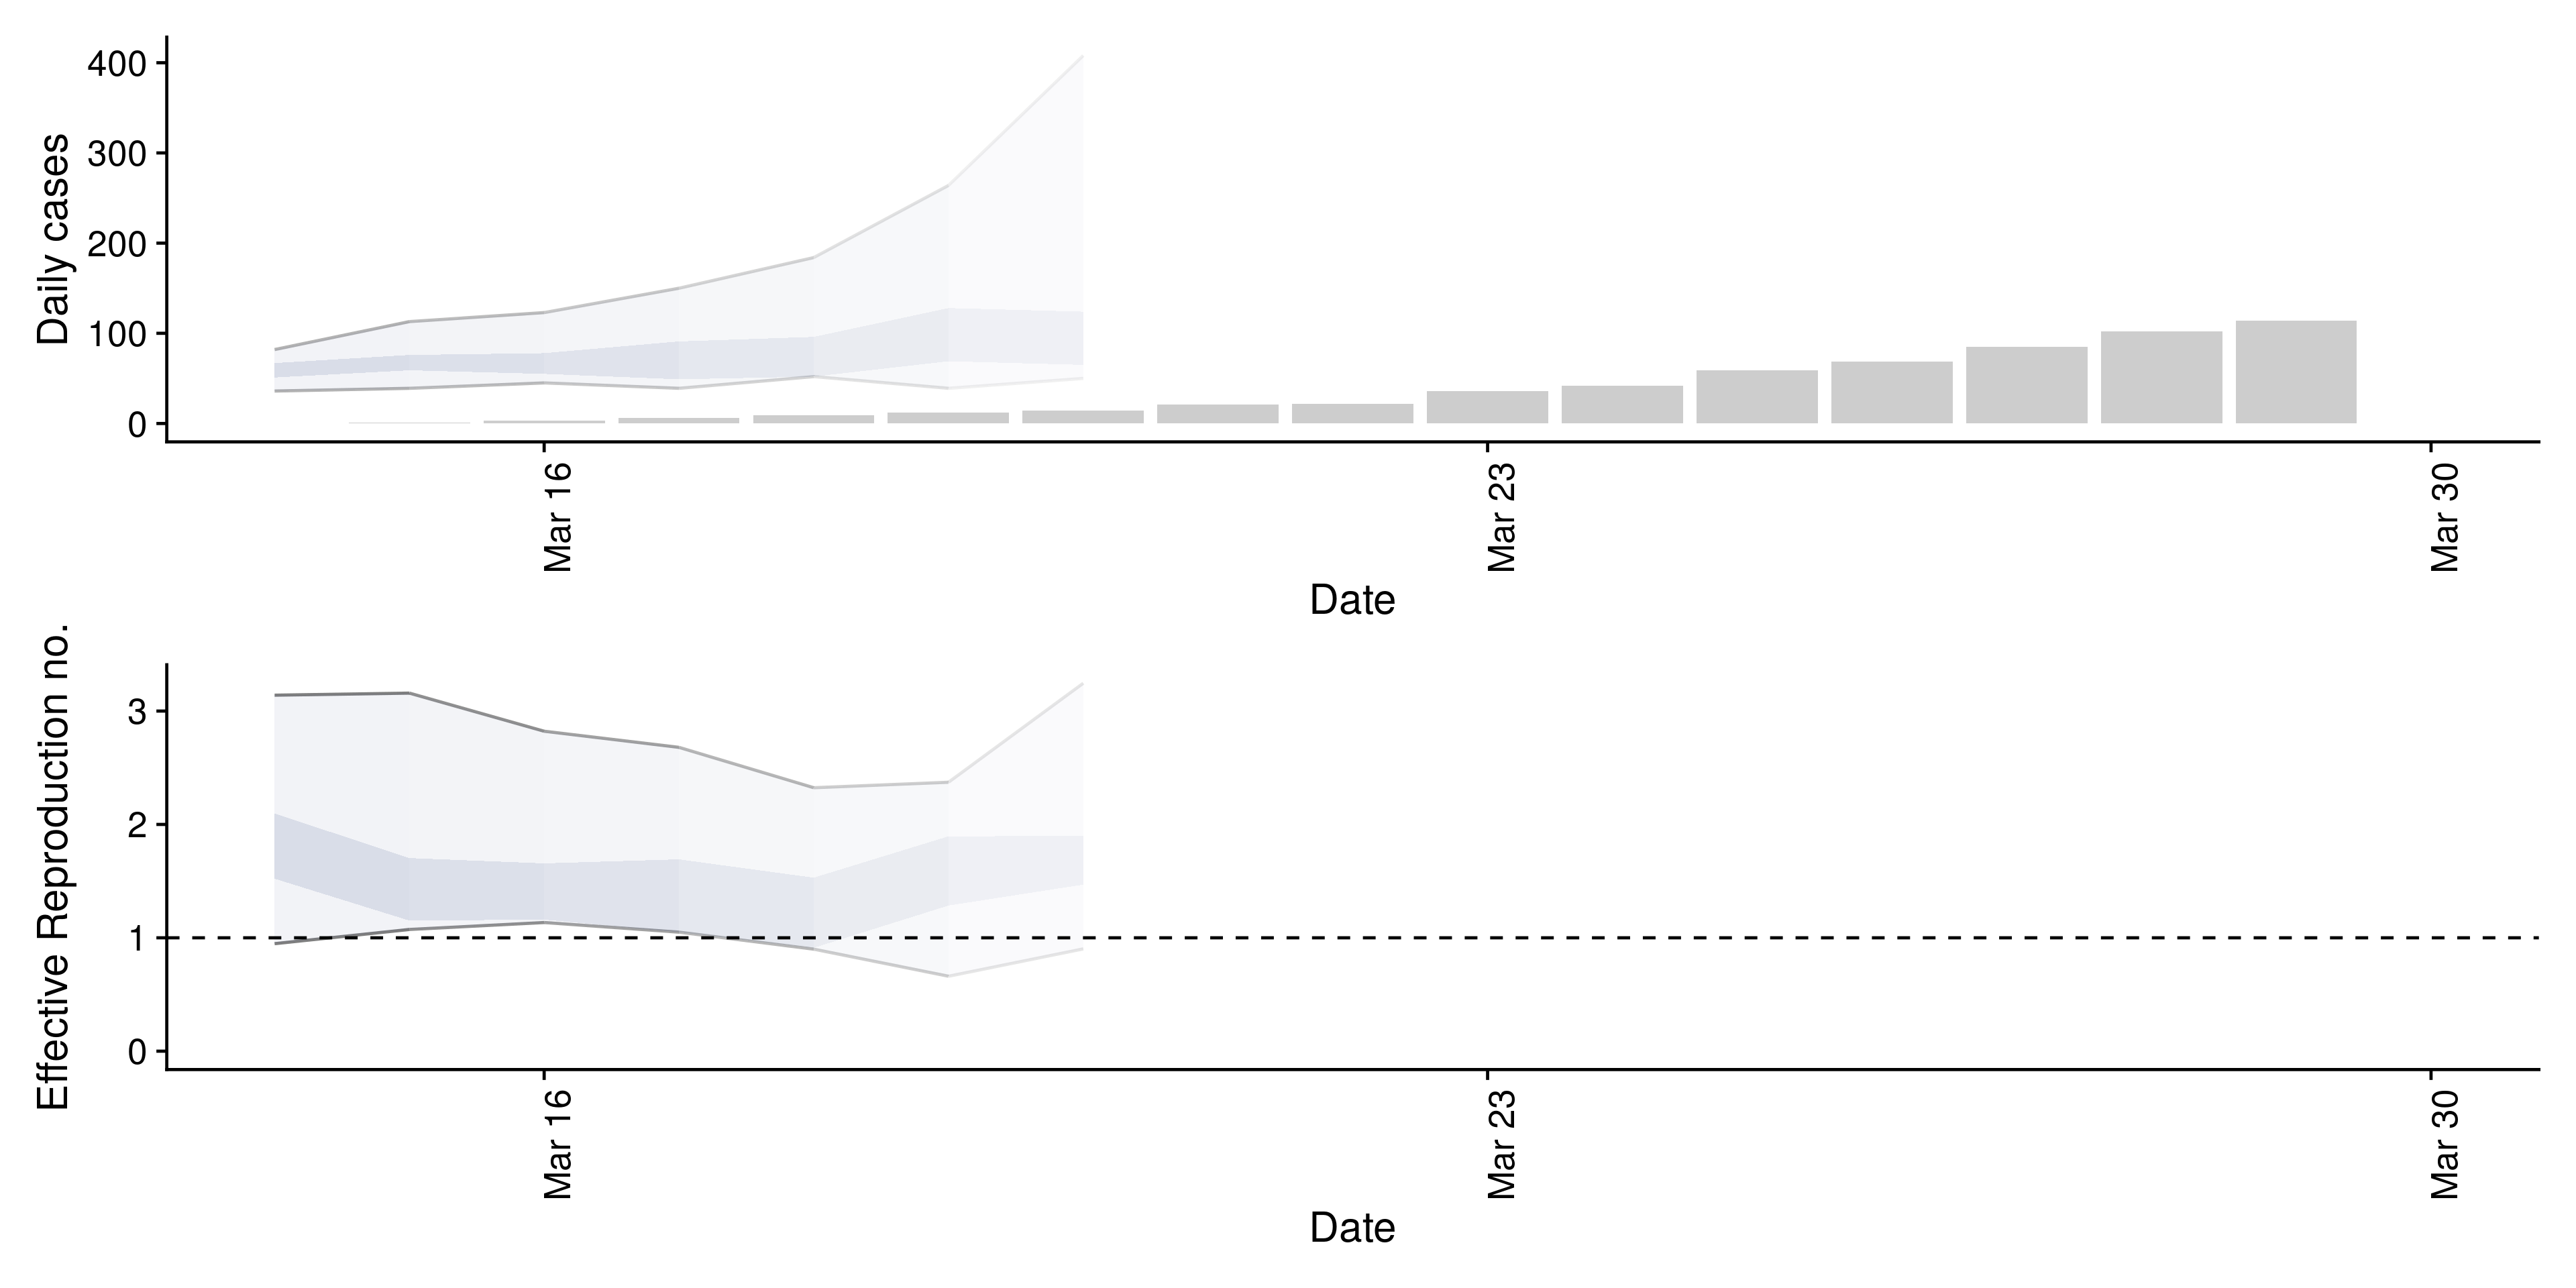 Daily cases
400
300
200
100
0
Mar 16
Mar 23
Mar 30
Date
Effective Reproduction no.
3
2
1
0
Mar 16
Mar 23
Mar 30
Date